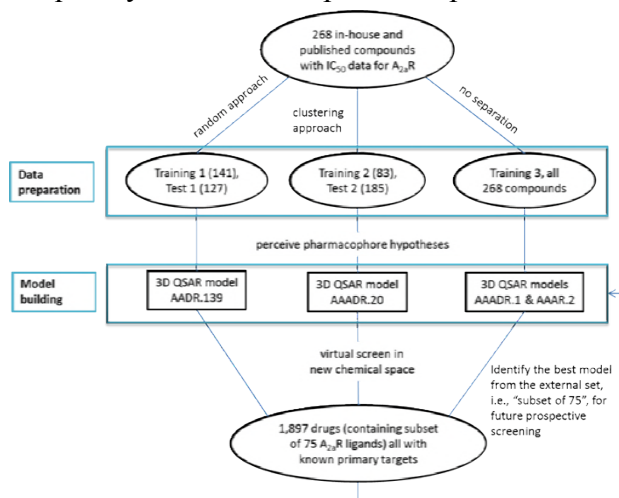 268 in-house and
published compounds
with IC50 data for A2aR
random approach
clustering
approach
no separation
Data
preparation
Training 1 (141),
Test 1 (127)
Training 2 (83),
Test 2 (185)
Training 3, all
268 compounds
perceive pharmacophore hypotheses
Model
building
3D QSAR model
AADR.139
3D QSAR model
AAADR.20
3D QSAR models
AAADR.1 & AAAR.2
virtual screen in
new chemical space
Identify the best model
from the external set,
i.e., “subset of 75”, for
future prospective
screening
1,897 drugs (containing subset
of 75 A2aR ligands) all with
known primary targets